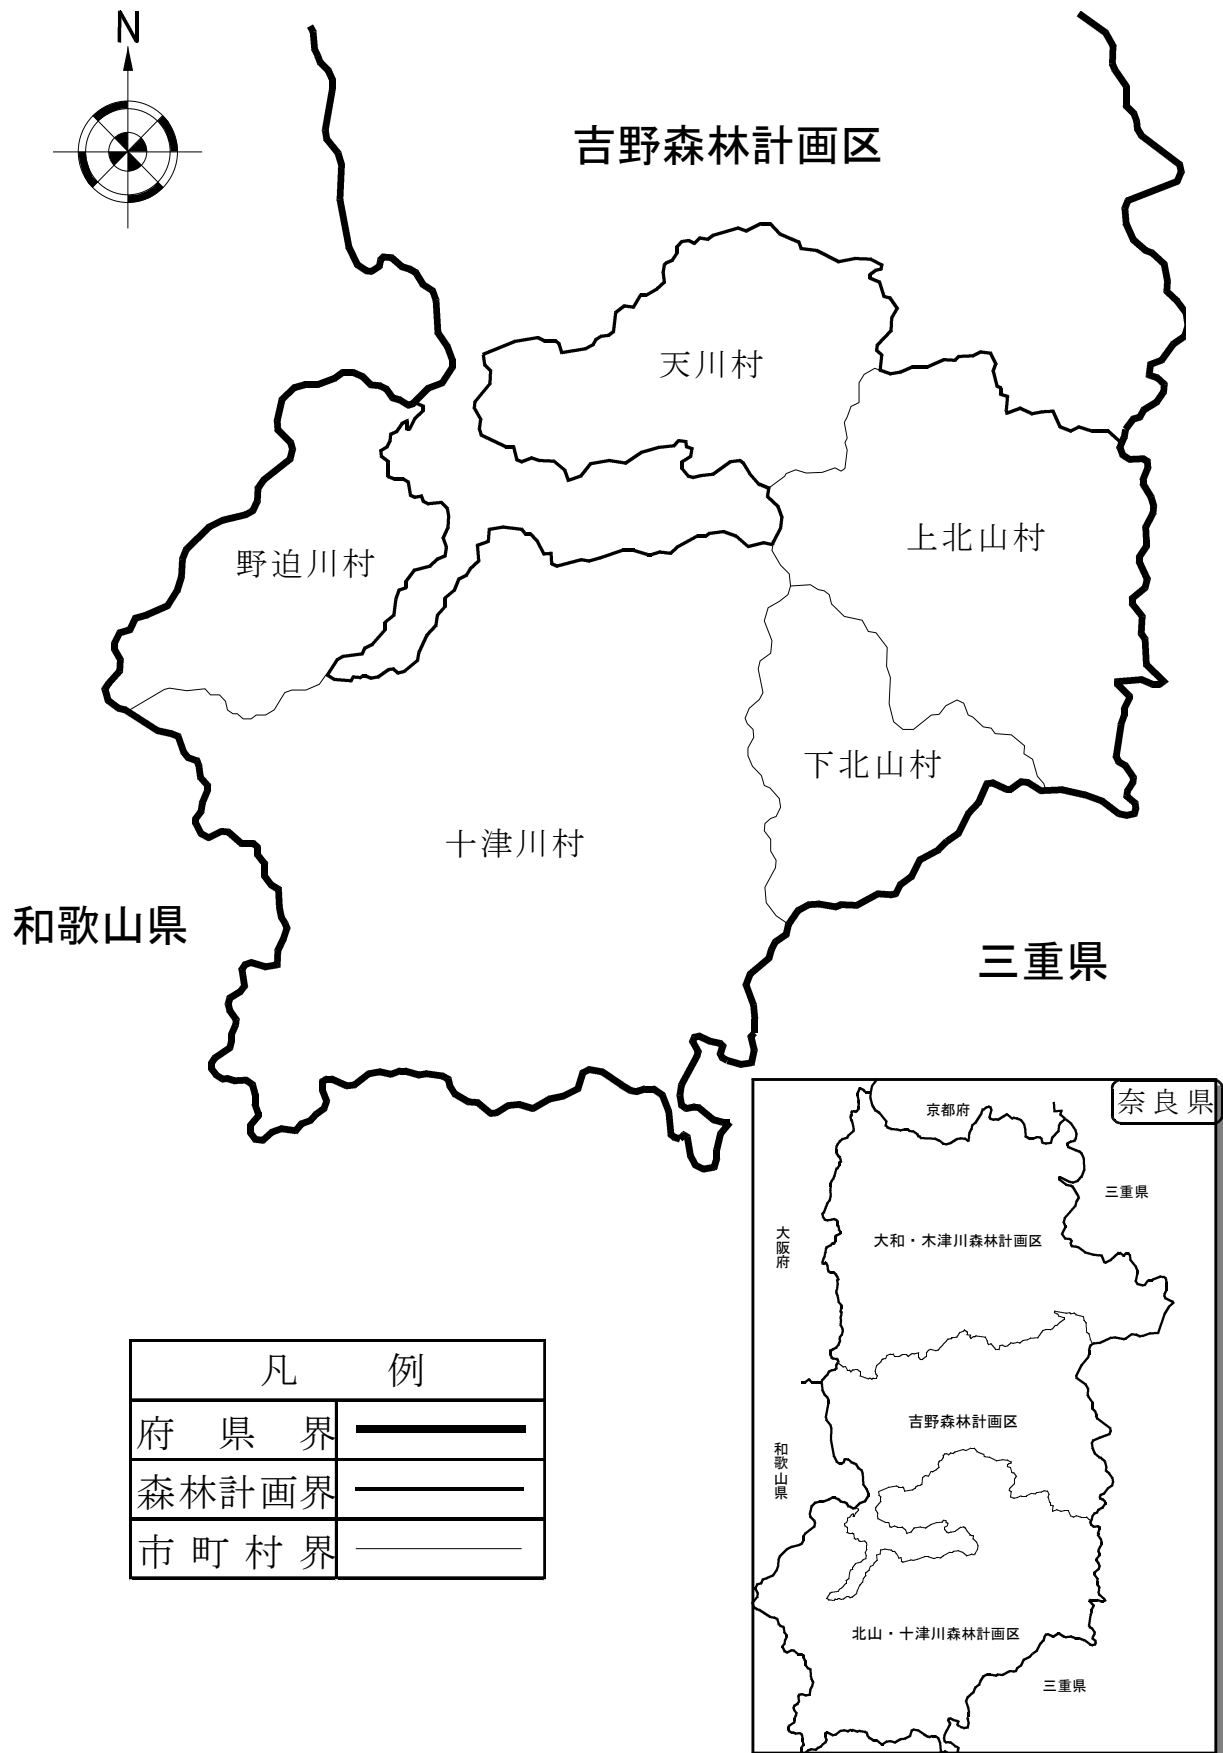 N
吉野森林計画区
天川村
上北山村
野迫川村
下北山村
十津川村
和歌山県
三重県
凡 例
府 県 界
森林計画界
市 町 村 界
奈良県
京都府
三重県
大阪府
大和・木津川森林計画区
吉野森林計画区
和歌山県
北山・十津川森林計画区
三重県